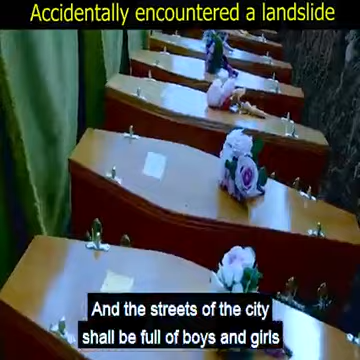 Accidentally encountered a landslide
And the streets of the city
shall be full of boys and girls